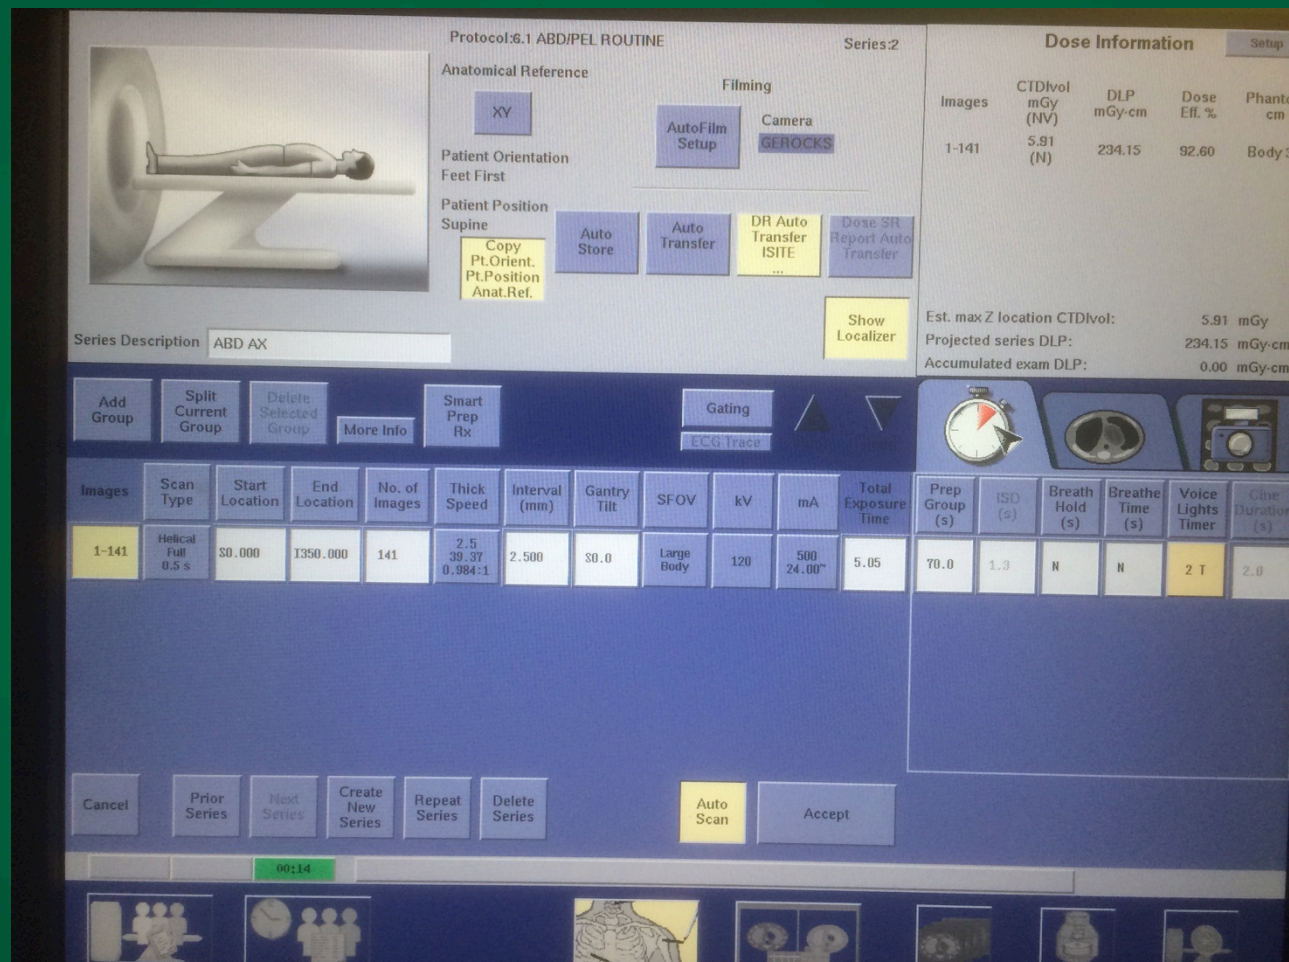 Protocol:6.1 ABD/PEL ROUTINE
Series:2
Anatomical Reference
XY
Patient Orientation
Feet First
Patient Position
Supine
Copy
Pt.Orient.
Pt.Position
Anat.Ref.
Filming
AutoFilm
Setup
Camera
GEROCKS
Auto
Store
Auto
Transfer
DR Auto
Transfer
ISITE
...
Dose SR
Report Auto
Transfer
Show
Localizer
Series Description ABD AX
Dose Information
Setup
Images
CTDIvol
mGy
(NV)
DLP
mGy-cm
Dose
Eff. %
Phanto
cm
1-141
5.91
(N)
234.15
92.60
Body
Est. max Z location CTDIvol: 5.91 mGy
Projected series DLP: 234.15 mGy-cm
Accumulated exam DLP: 0.00 mGy-cm
Add
Group
Split
Current
Group
Delete
Selected
Group
More Info
Smart
Prep
Rx
Gating
ECG Trace
Images
Scan
Type
Start
Location
End
Location
No. of
Images
Thick
Speed
Interval
(mm)
Gantry
Tilt
SFOV
kV
mA
Total
Exposure
Time
Prep
Group
(s)
ISD
(s)
Breath
Hold
(s)
Breathe
Time
(s)
Voice
Lights
Timer
Cine
Duration
(s)
1-141
Helical
Full
0.5 s
S0.000
I350.000
141
2.5
39.37
0.984:1
2.500
S0.0
Large
Body
120
500
24.00~
5.05
70.0
1.3
N
N
2 T
2.0
Cancel
Prior
Series
Next
Series
Create
New
Series
Repeat
Series
Delete
Series
Auto
Scan
Accept
00:14